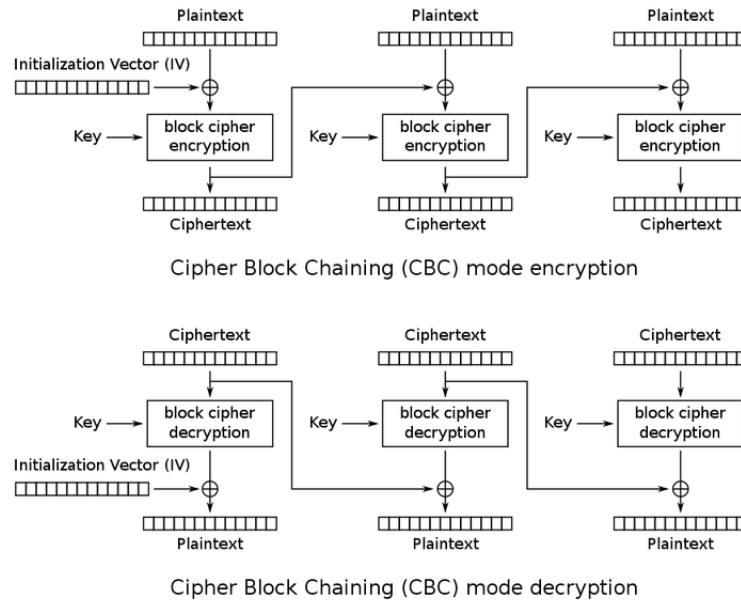 Plaintext Plaintext Plaintext
Initialization Vector (IV)
Key block cipher encryption Key block cipher encryption Key block cipher encryption
Ciphertext Ciphertext Ciphertext
Cipher Block Chaining (CBC) mode encryption
Ciphertext Ciphertext Ciphertext
Key block cipher decryption Key block cipher decryption Key block cipher decryption
Initialization Vector (IV)
Plaintext Plaintext Plaintext
Cipher Block Chaining (CBC) mode decryption